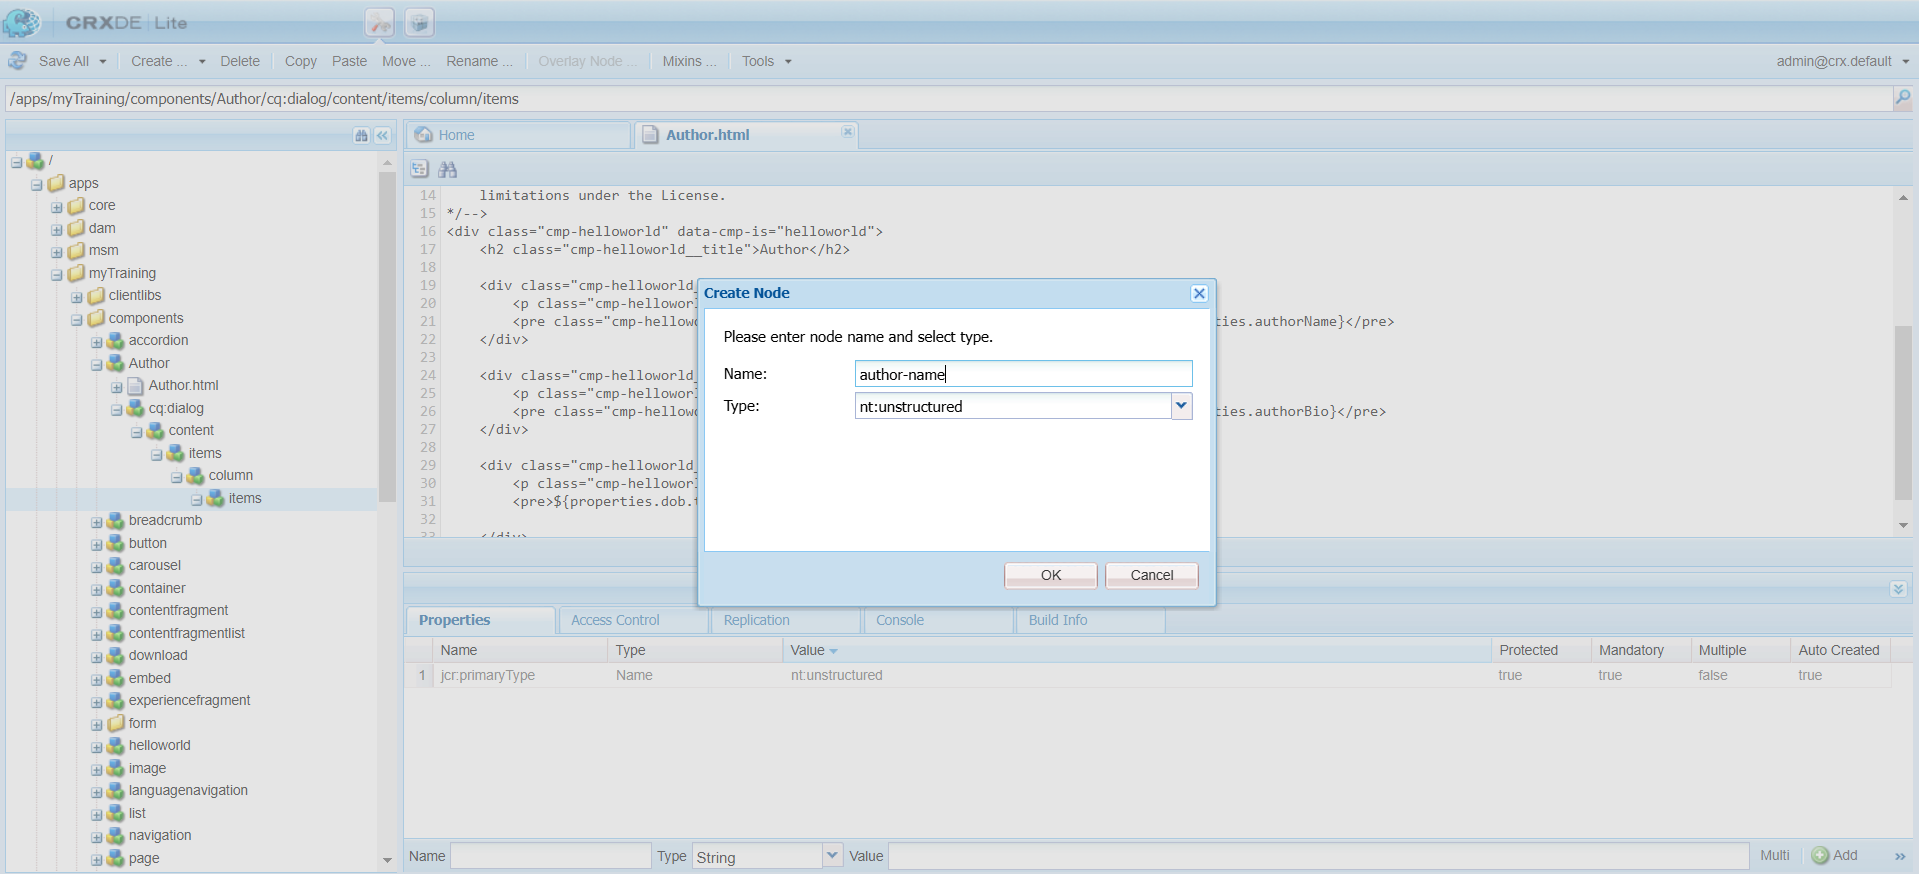 CRXDE | Lite
Save All Create ... Delete Copy Paste Move ... Rename ... Overlay Node ... Mixins ... Tools admin@crx.default
/apps/myTraining/components/Author/cq:dialog/content/items/column/items
/
apps
core
dam
msm
myTraining
clientlibs
components
accordion
Author
Author.html
cq:dialog
content
items
column
items
breadcrumb
button
carousel
container
contentfragment
contentfragmentlist
download
embed
experiencefragment
form
helloworld
image
languagenavigation
list
navigation
page
Home Author.html
14 limitations under the License.
15 */-->
16 <div class="cmp-helloworld" data-cmp-is="helloworld">
17 <h2 class="cmp-helloworld__title">Author</h2>
18
19 <div class="cmp-helloworld_
20 <p class="cmp-hellowor
21 <pre class="cmp-hellow ties.authorName}</pre>
22 </div>
23
24 <div class="cmp-helloworld_
25 <p class="cmp-hellowor
26 <pre class="cmp-hellow ties.authorBio}</pre>
27 </div>
28
29 <div class="cmp-helloworld_
30 <p class="cmp-hellowor
31 <pre>${properties.dob.
32
33 </div>
Create Node
Please enter node name and select type.
Name: author-name
Type: nt:unstructured
OK Cancel
Properties Access Control Replication Console Build Info
Name Type Value Protected Mandatory Multiple Auto Created
1 jcr:primaryType Name nt:unstructured true true false true
Name Type String Value Multi Add »